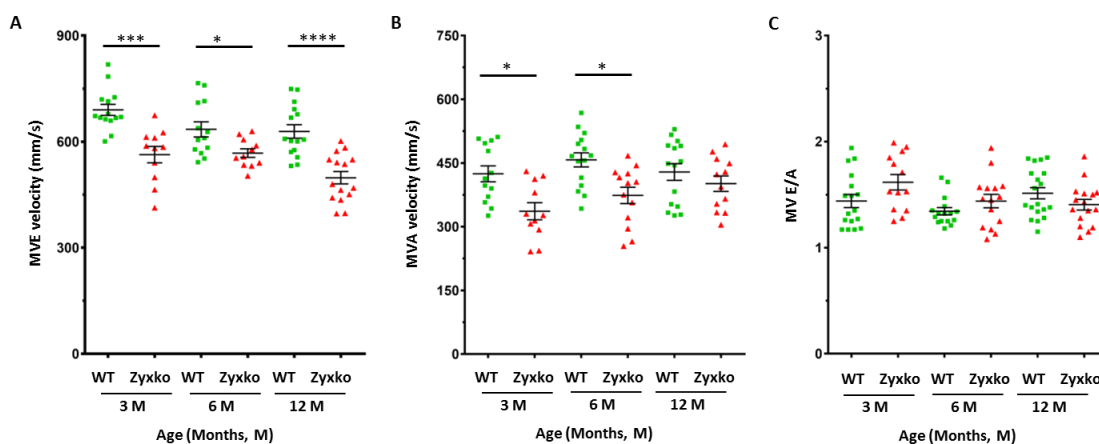 A
MVE velocity (mm/s)
900
600
300
0
***
*
****
WT Zyxko WT Zyxko WT Zyxko
3 M 6 M 12 M
Age (Months, M)
B
MVA velocity (mm/s)
750
600
450
300
150
0
*
*
WT Zyxko WT Zyxko WT Zyxko
3 M 6 M 12 M
Age (Months, M)
C
MV E/A
3
2
1
0
WT Zyxko WT Zyxko WT Zyxko
3 M 6 M 12 M
Age (Months, M)